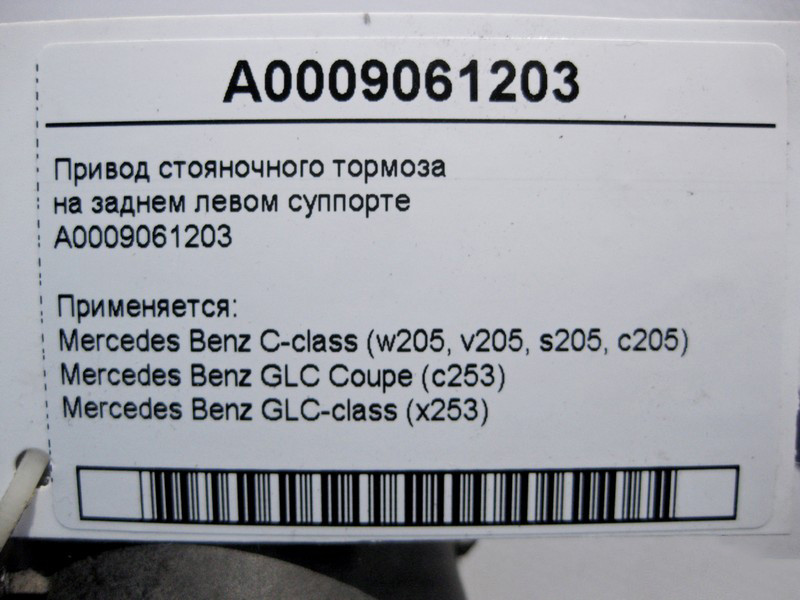 A0009061203
Привод стояночного тормоза
на заднем левом суппорте
A0009061203
Применяется:
Mercedes Benz C-class (w205, v205, s205, c205)
Mercedes Benz GLC Coupe (c253)
Mercedes Benz GLC-class (x253)